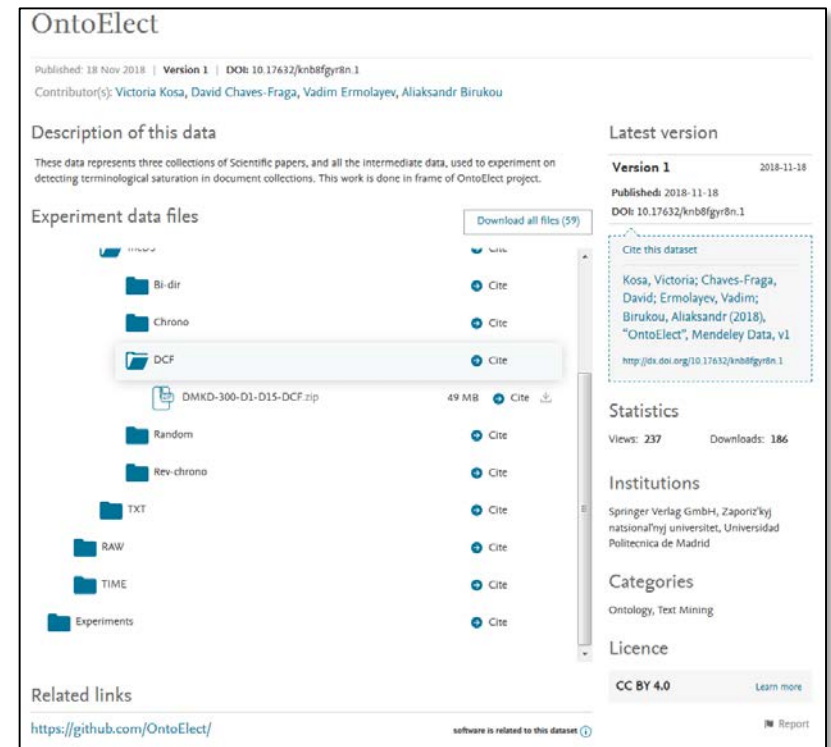 OntoElect
Published: 18 Nov 2018 | Version 1 | DOI: 10.17632/knb8fgyr8n.1
Contributor(s): Victoria Kosa, David Chaves-Fraga, Vadim Ermolayev, Aliaksandr Birukou
Description of this data
These data represents three collections of Scientific papers, and all the intermediate data, used to experiment on
detecting terminological saturation in document collections. This work is done in frame of OntoElect project.
Experiment data files
Download all files (59)
Cite
Bi-dir Cite
Chrono Cite
DCF Cite
DMKD-300-D1-D15-DCF.zip 49 MB Cite
Random Cite
Rev-chrono Cite
TXT Cite
RAW Cite
TIME Cite
Experiments Cite
Related links
https://github.com/OntoElect/ software is related to this dataset
Latest version
Version 1 2018-11-18
Published: 2018-11-18
DOI: 10.17632/knb8fgyr8n.1
Cite this dataset
Kosa, Victoria; Chaves-Fraga,
David; Ermolayev, Vadim;
Birukou, Aliaksandr (2018),
“OntoElect”, Mendeley Data, v1
http://dx.doi.org/10.17632/knb8fgyr8n.1
Statistics
Views: 237 Downloads: 186
Institutions
Springer Verlag GmbH, Zaporiz'kyj
natsional'nyj universitet, Universidad
Politecnica de Madrid
Categories
Ontology, Text Mining
Licence
CC BY 4.0 Learn more
Report